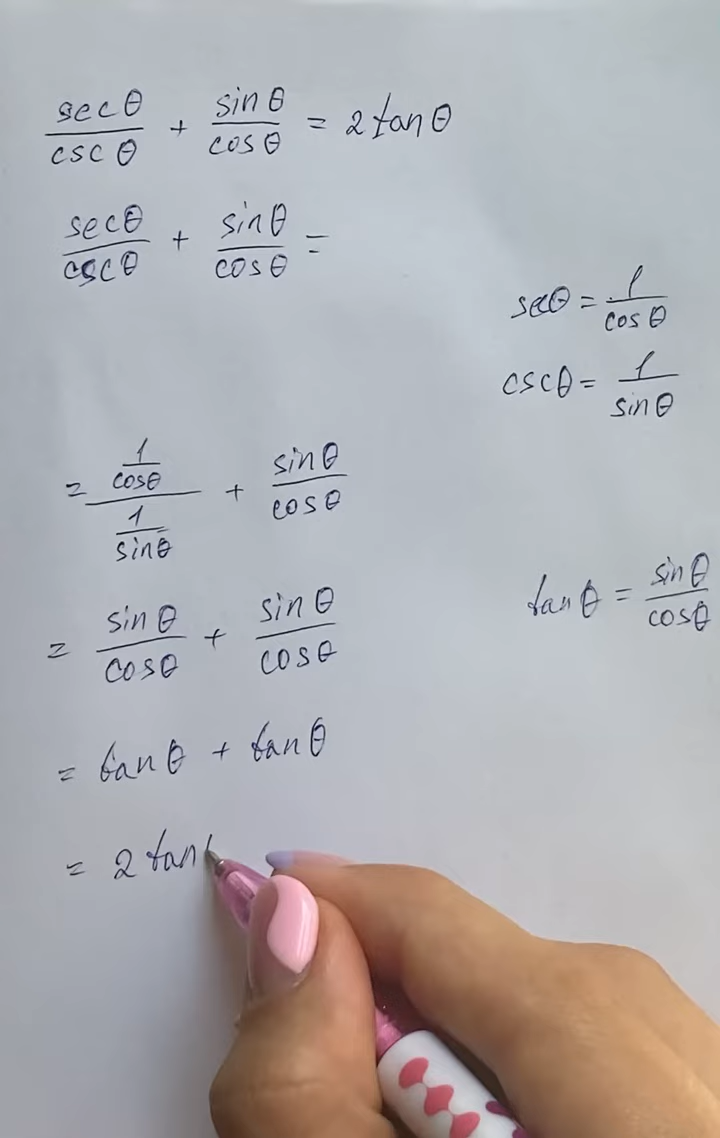 secθ/cscθ + sinθ/cosθ = 2tanθ
secθ/cscθ + sinθ/cosθ =
secθ = 1/cosθ
cscθ = 1/sinθ
= (1/cosθ)/(1/sinθ) + sinθ/cosθ
tanθ = sinθ/cosθ
= sinθ/cosθ + sinθ/cosθ
= tanθ + tanθ
= 2tan